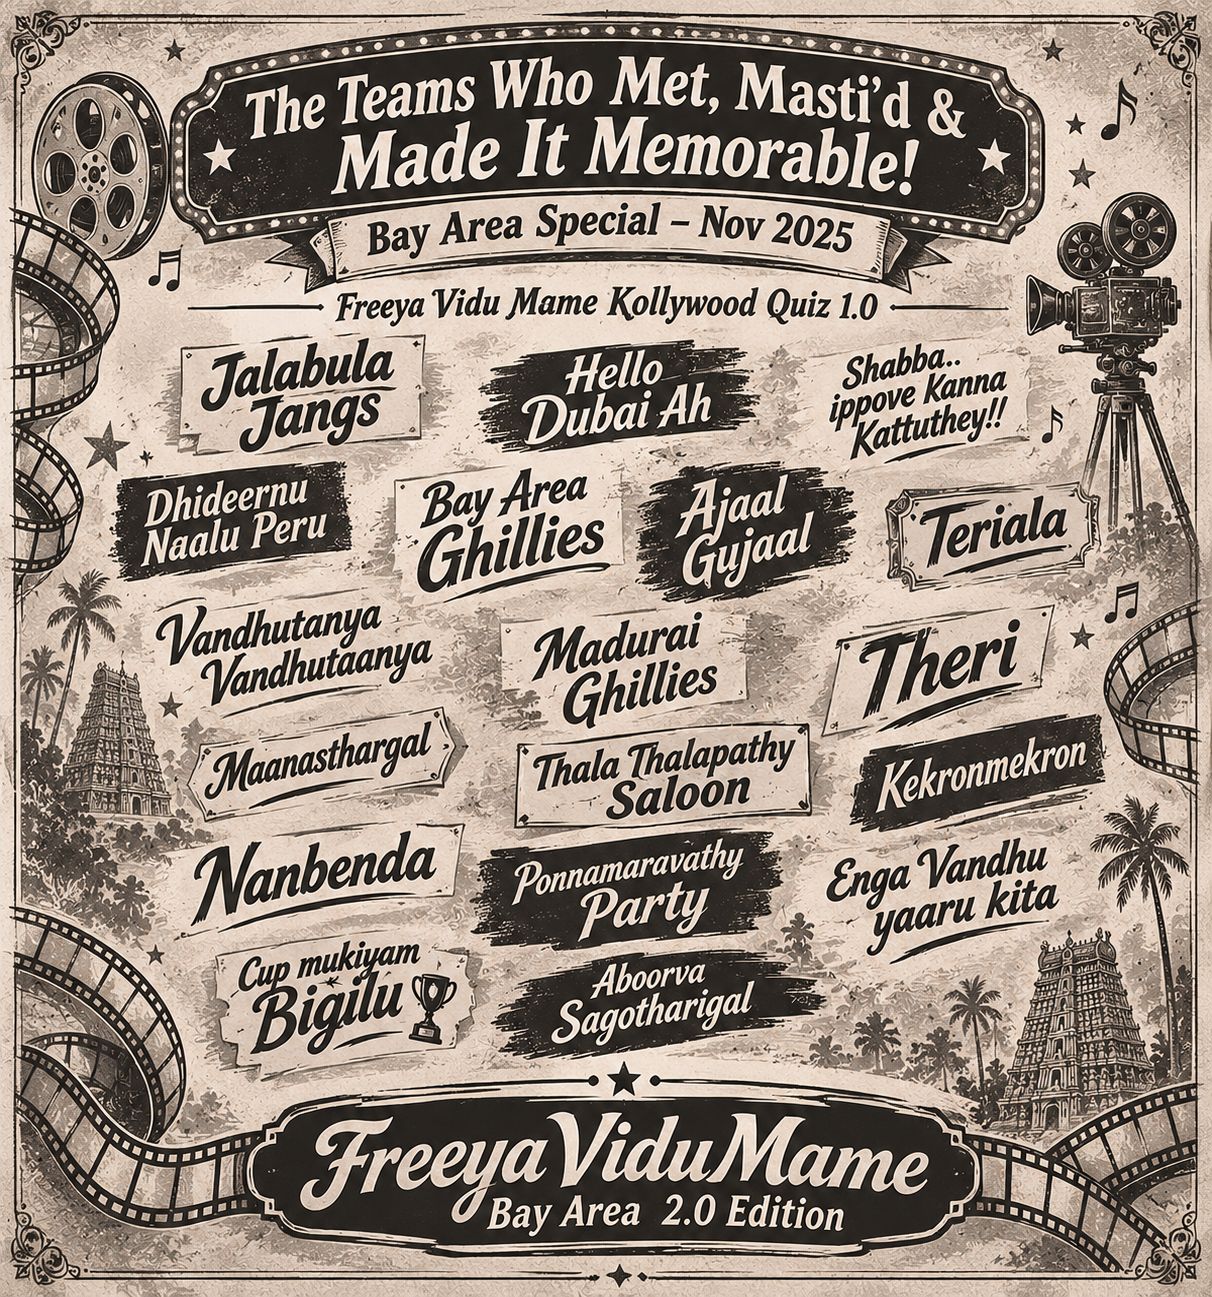 The Teams Who Met, Masti'd &
Made It Memorable!
Bay Area Special – Nov 2025
Freeya Vidu Mame Kollywood Quiz 1.0
Jalabula
Jangs
Hello
Dubai Ah
Shabba..
ippove Kanna
Kattuthey!!
Dhideernu
Naalu Peru
Bay Area
Ghillies
Ajaal
Gujaal
Teriala
Vandhutanya
Vandhutaanya
Madurai
Ghillies
Theri
Maanasthargal
Thala Thalapathy
Saloon
Kekronmekron
Nanbenda
Ponnamaravathy
Party
Enga Vandhu
yaaru kita
Cup mukiyam
Bigilu
Aboorva
Sagotharigal
FreeyaViduMame
Bay Area 2.0 Edition